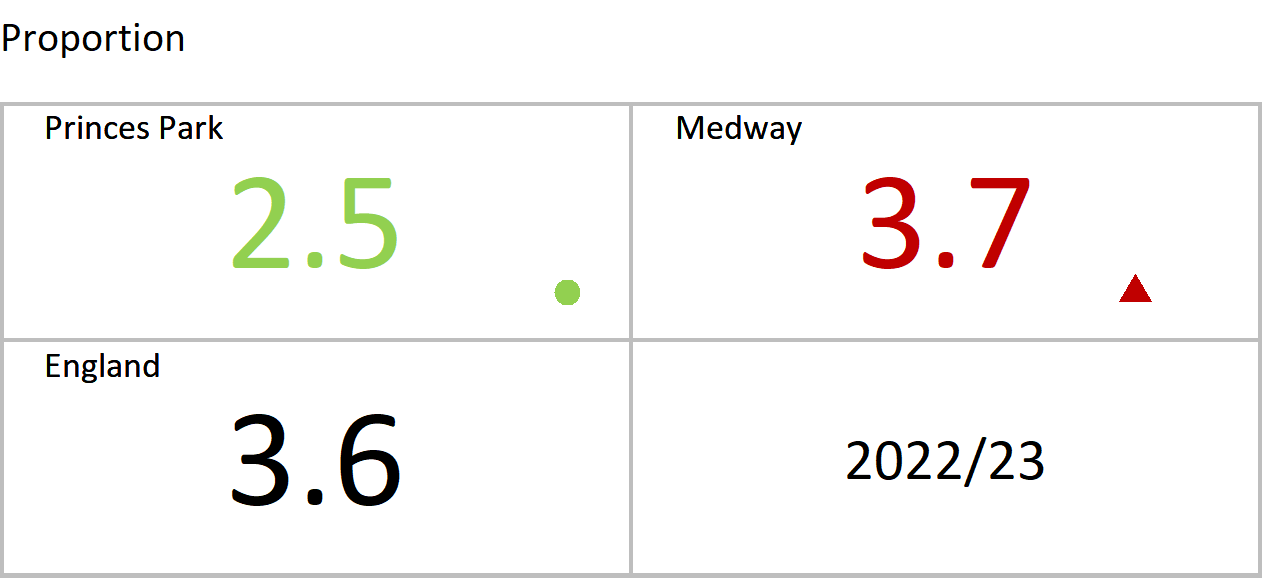 Proportion
Princes Park
2.5
Medway
3.7
England
3.6
2022/23